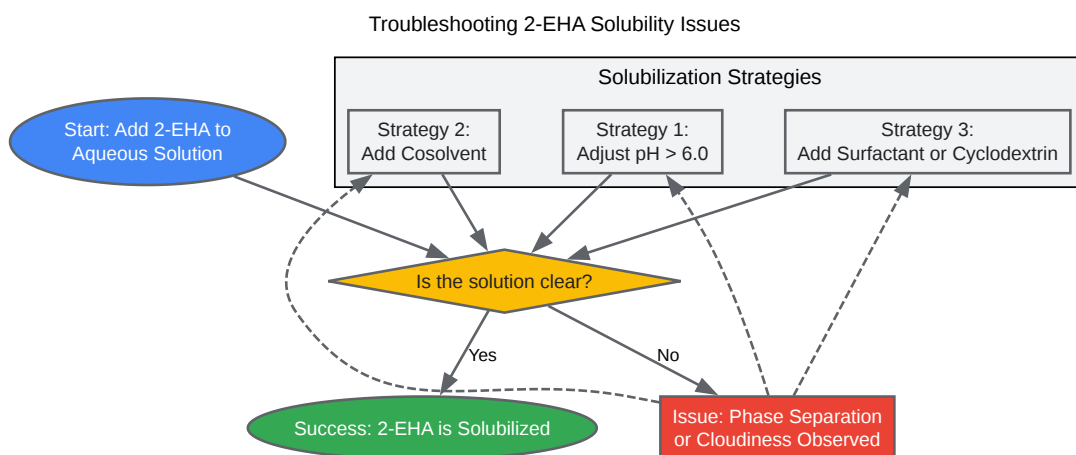 Troubleshooting 2-EHA Solubility Issues
Solubilization Strategies
Start: Add 2-EHA to
Aqueous Solution
Strategy 2:
Add Cosolvent
Strategy 1:
Adjust pH > 6.0
Strategy 3:
Add Surfactant or Cyclodextrin
Is the solution clear?
Yes
No
Success: 2-EHA is Solubilized
Issue: Phase Separation
or Cloudiness Observed